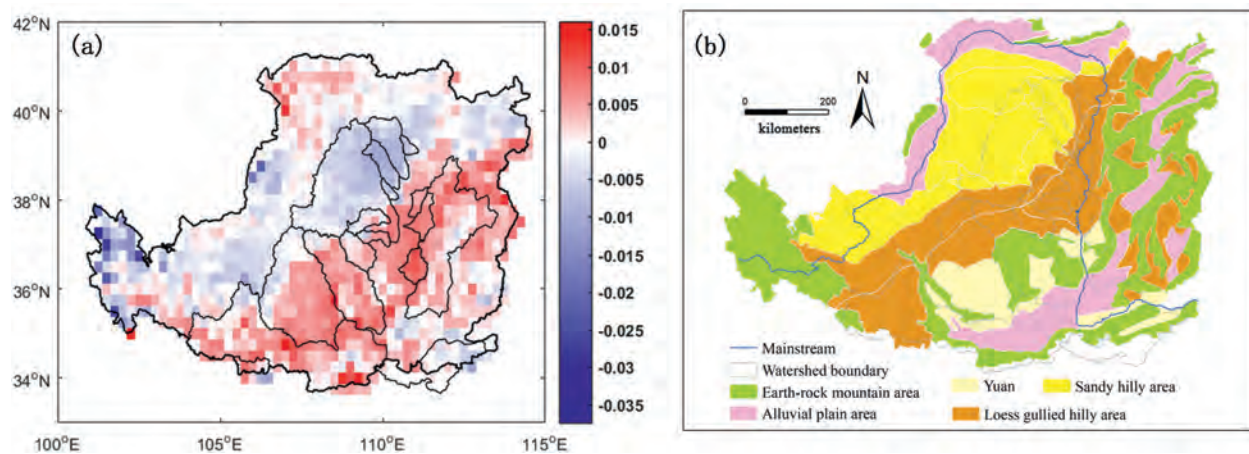 (a)
42°N
40°N
38°N
36°N
34°N
100°E
105°E
110°E
115°E
0.015
0.01
0.005
0
-0.005
-0.01
-0.015
-0.02
-0.025
-0.03
-0.035
(b)
N
0
200
kilometers
Mainstream
Watershed boundary
Earth-rock mountain area
Yuan
Sandy hilly area
Alluvial plain area
Loess gullied hilly area